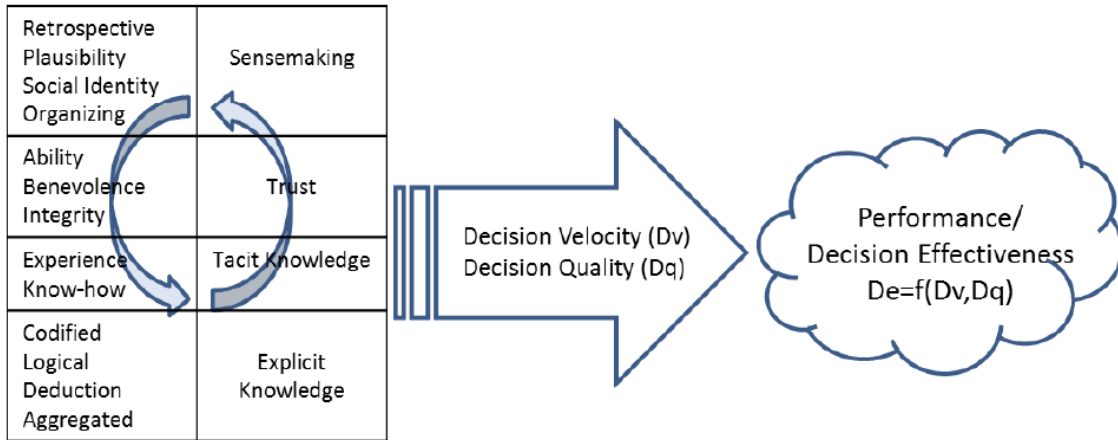 Retrospective
Plausibility
Social Identity
Organizing
Sensemaking
Ability
Benevolence
Integrity
Trust
Experience
Know-how
Tacit Knowledge
Codified
Logical
Deduction
Aggregated
Explicit
Knowledge
Decision Velocity (Dv)
Decision Quality (Dq)
Performance/
Decision Effectiveness
De=f(Dv,Dq)